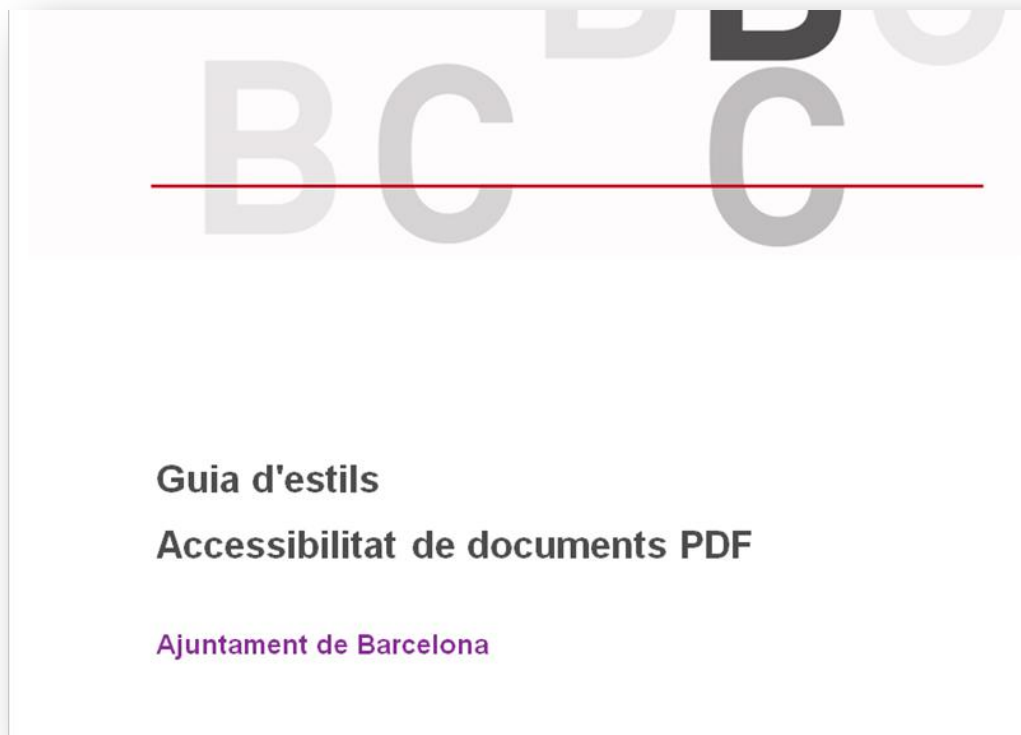 B B C
B C C
Guia d'estils
Accessibilitat de documents PDF
Ajuntament de Barcelona